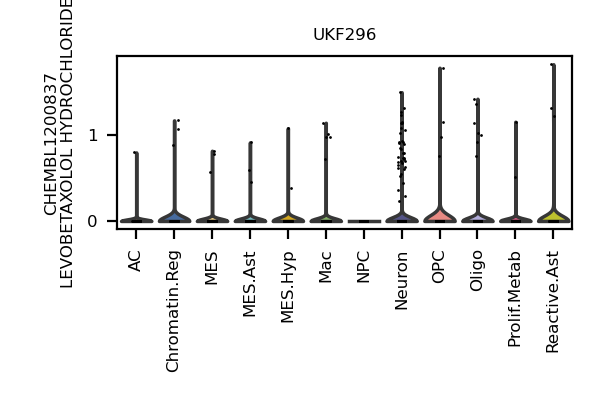 UKF296
CHEMBL1200837
LEVOBETAXOLOL HYDROCHLORIDE
1
0
AC
Chromatin.Reg
MES
MES.Ast
MES.Hyp
Mac
NPC
Neuron
OPC
Oligo
Prolif.Metab
Reactive.Ast